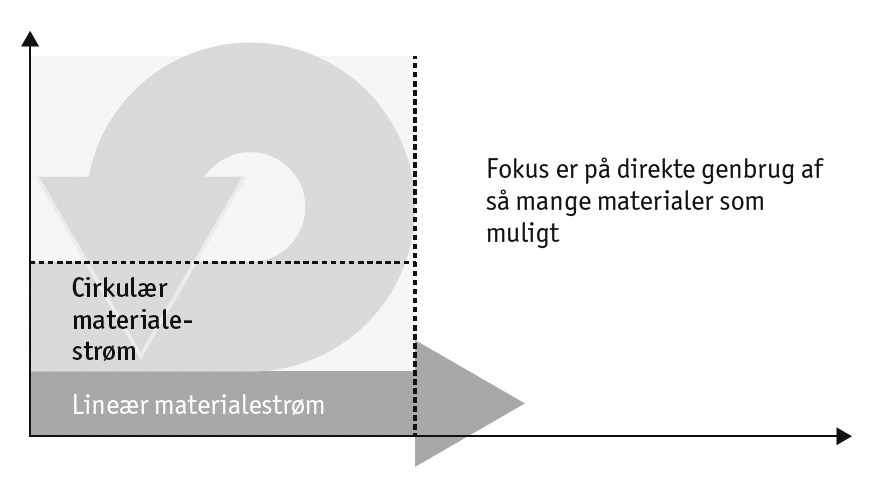 Fokus er på direkte genbrug af
så mange materialer som
muligt
Cirkulær
materiale-
strøm
Lineær materialestrøm